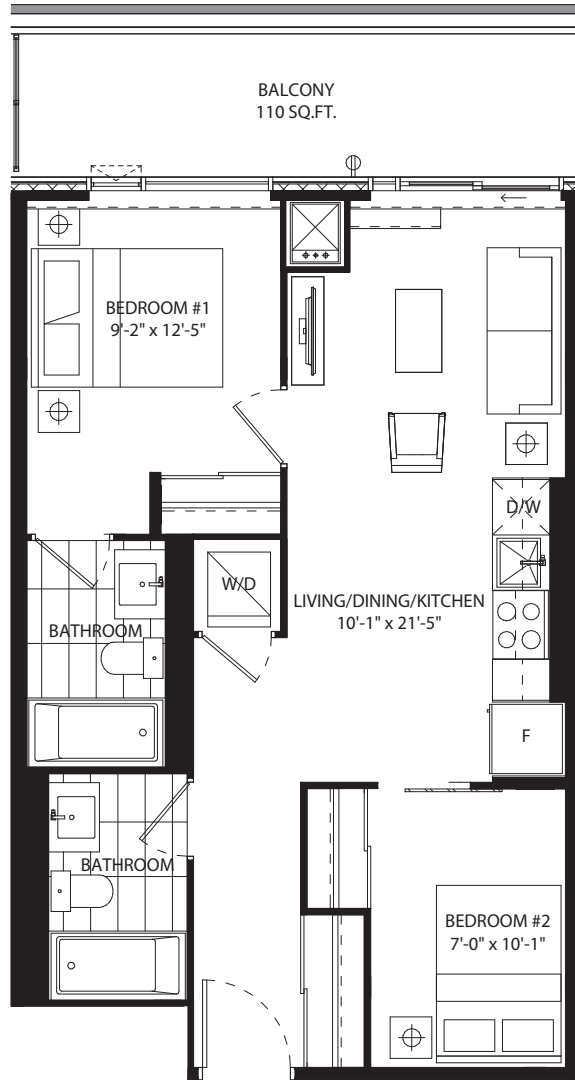 BALCONY
110 SQ.FT.
BEDROOM #1
9'-2" x 12'-5"
D/W
W/D
LIVING/DINING/KITCHEN
10'-1" x 21'-5"
BATHROOM
F
BATHROOM
BEDROOM #2
7'-0" x 10'-1"